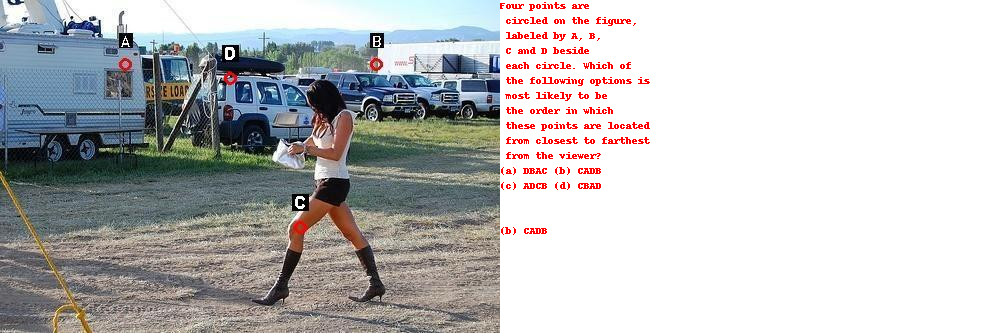 A
D
B
RSIZE LOAD
C
Four points are
circled on the figure,
labeled by A, B,
C and D beside
each circle. Which of
the following options is
most likely to be
the order in which
these points are located
from closest to farthest
from the viewer?
(a) DBAC (b) CADB
(c) ADCB (d) CBAD
(b) CADB